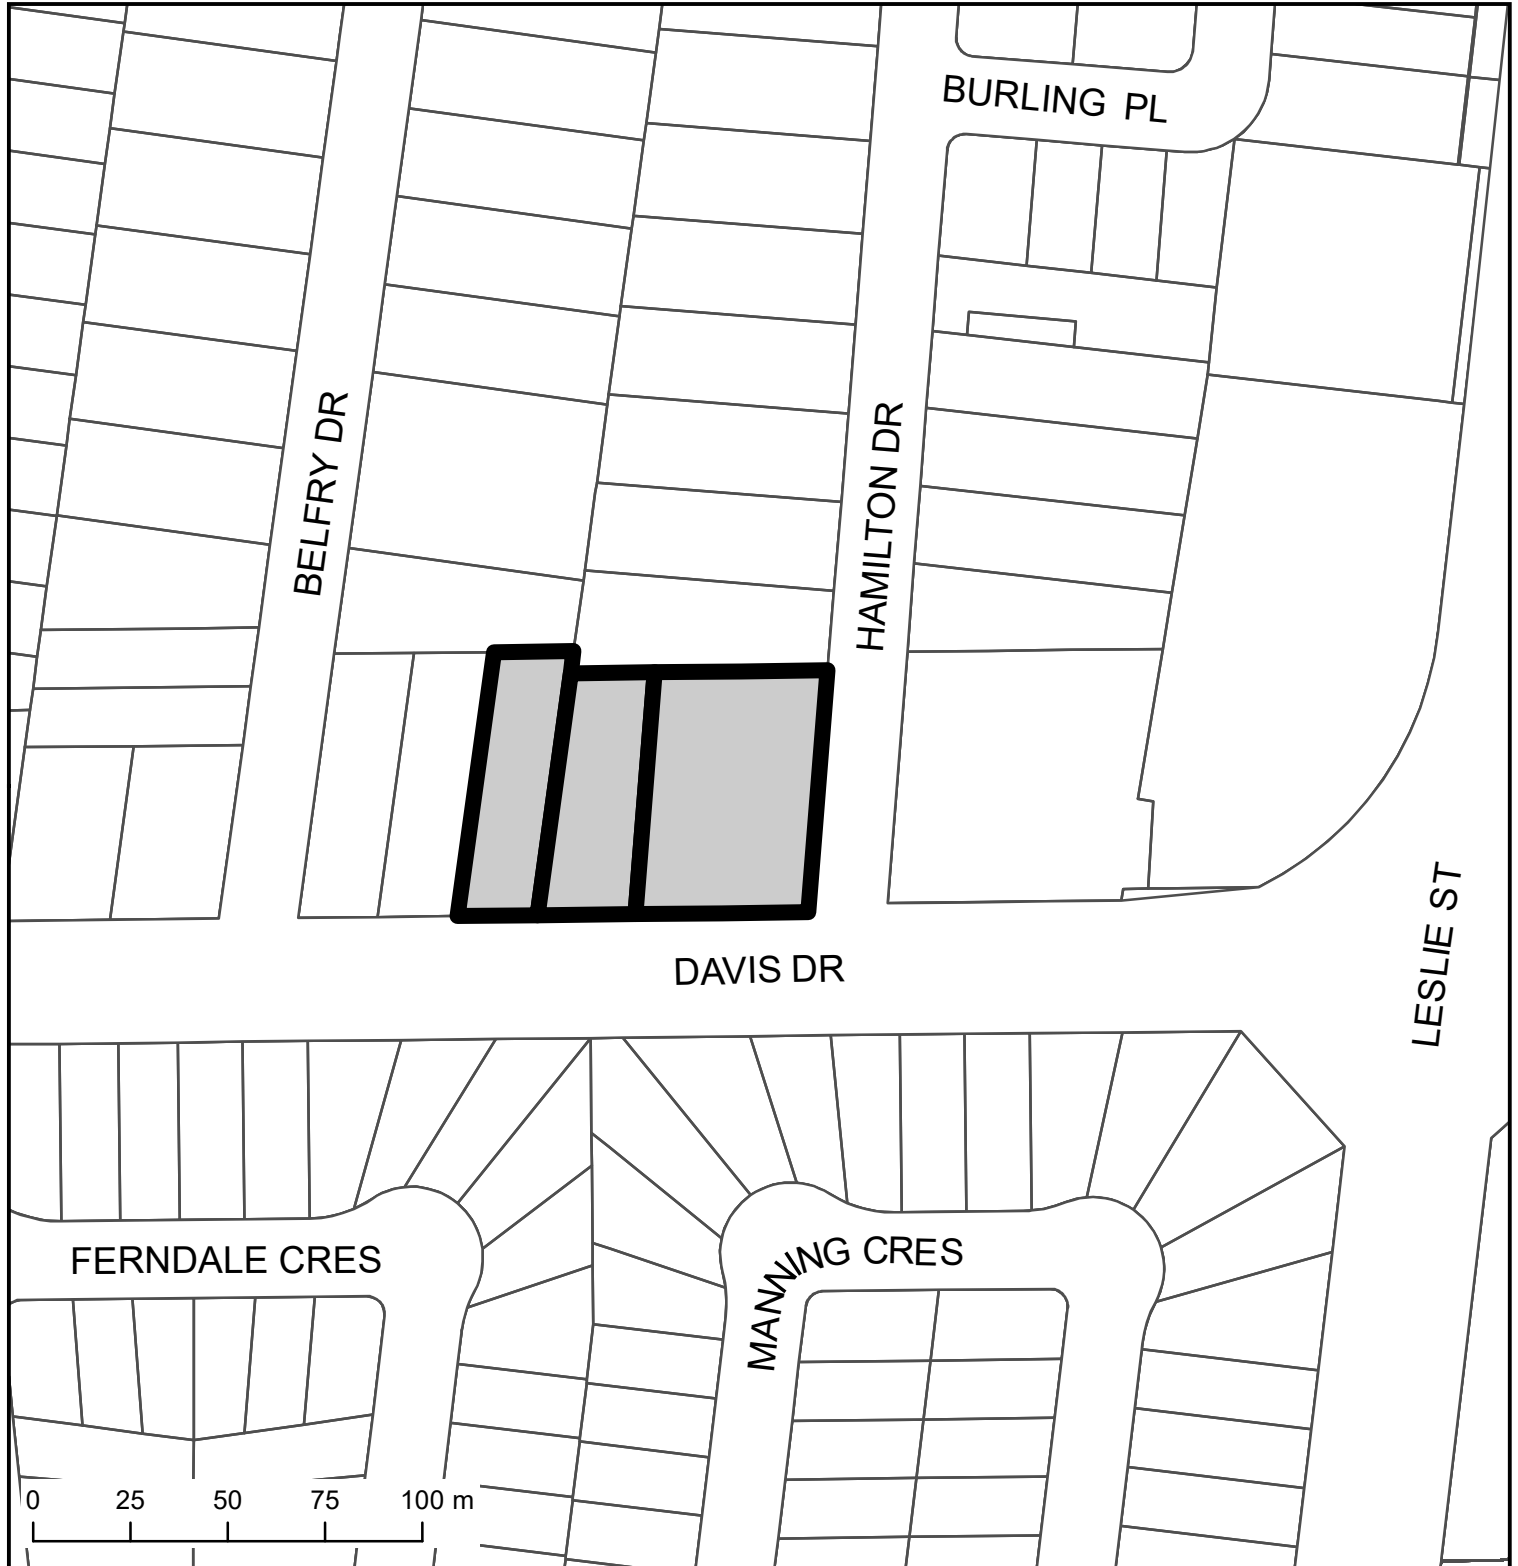 BURLING PL
BELFRY DR
HAMILTON DR
LESLIE ST
DAVIS DR
FERNDALE CRES
MANNING CRES
0 25 50 75 100 m